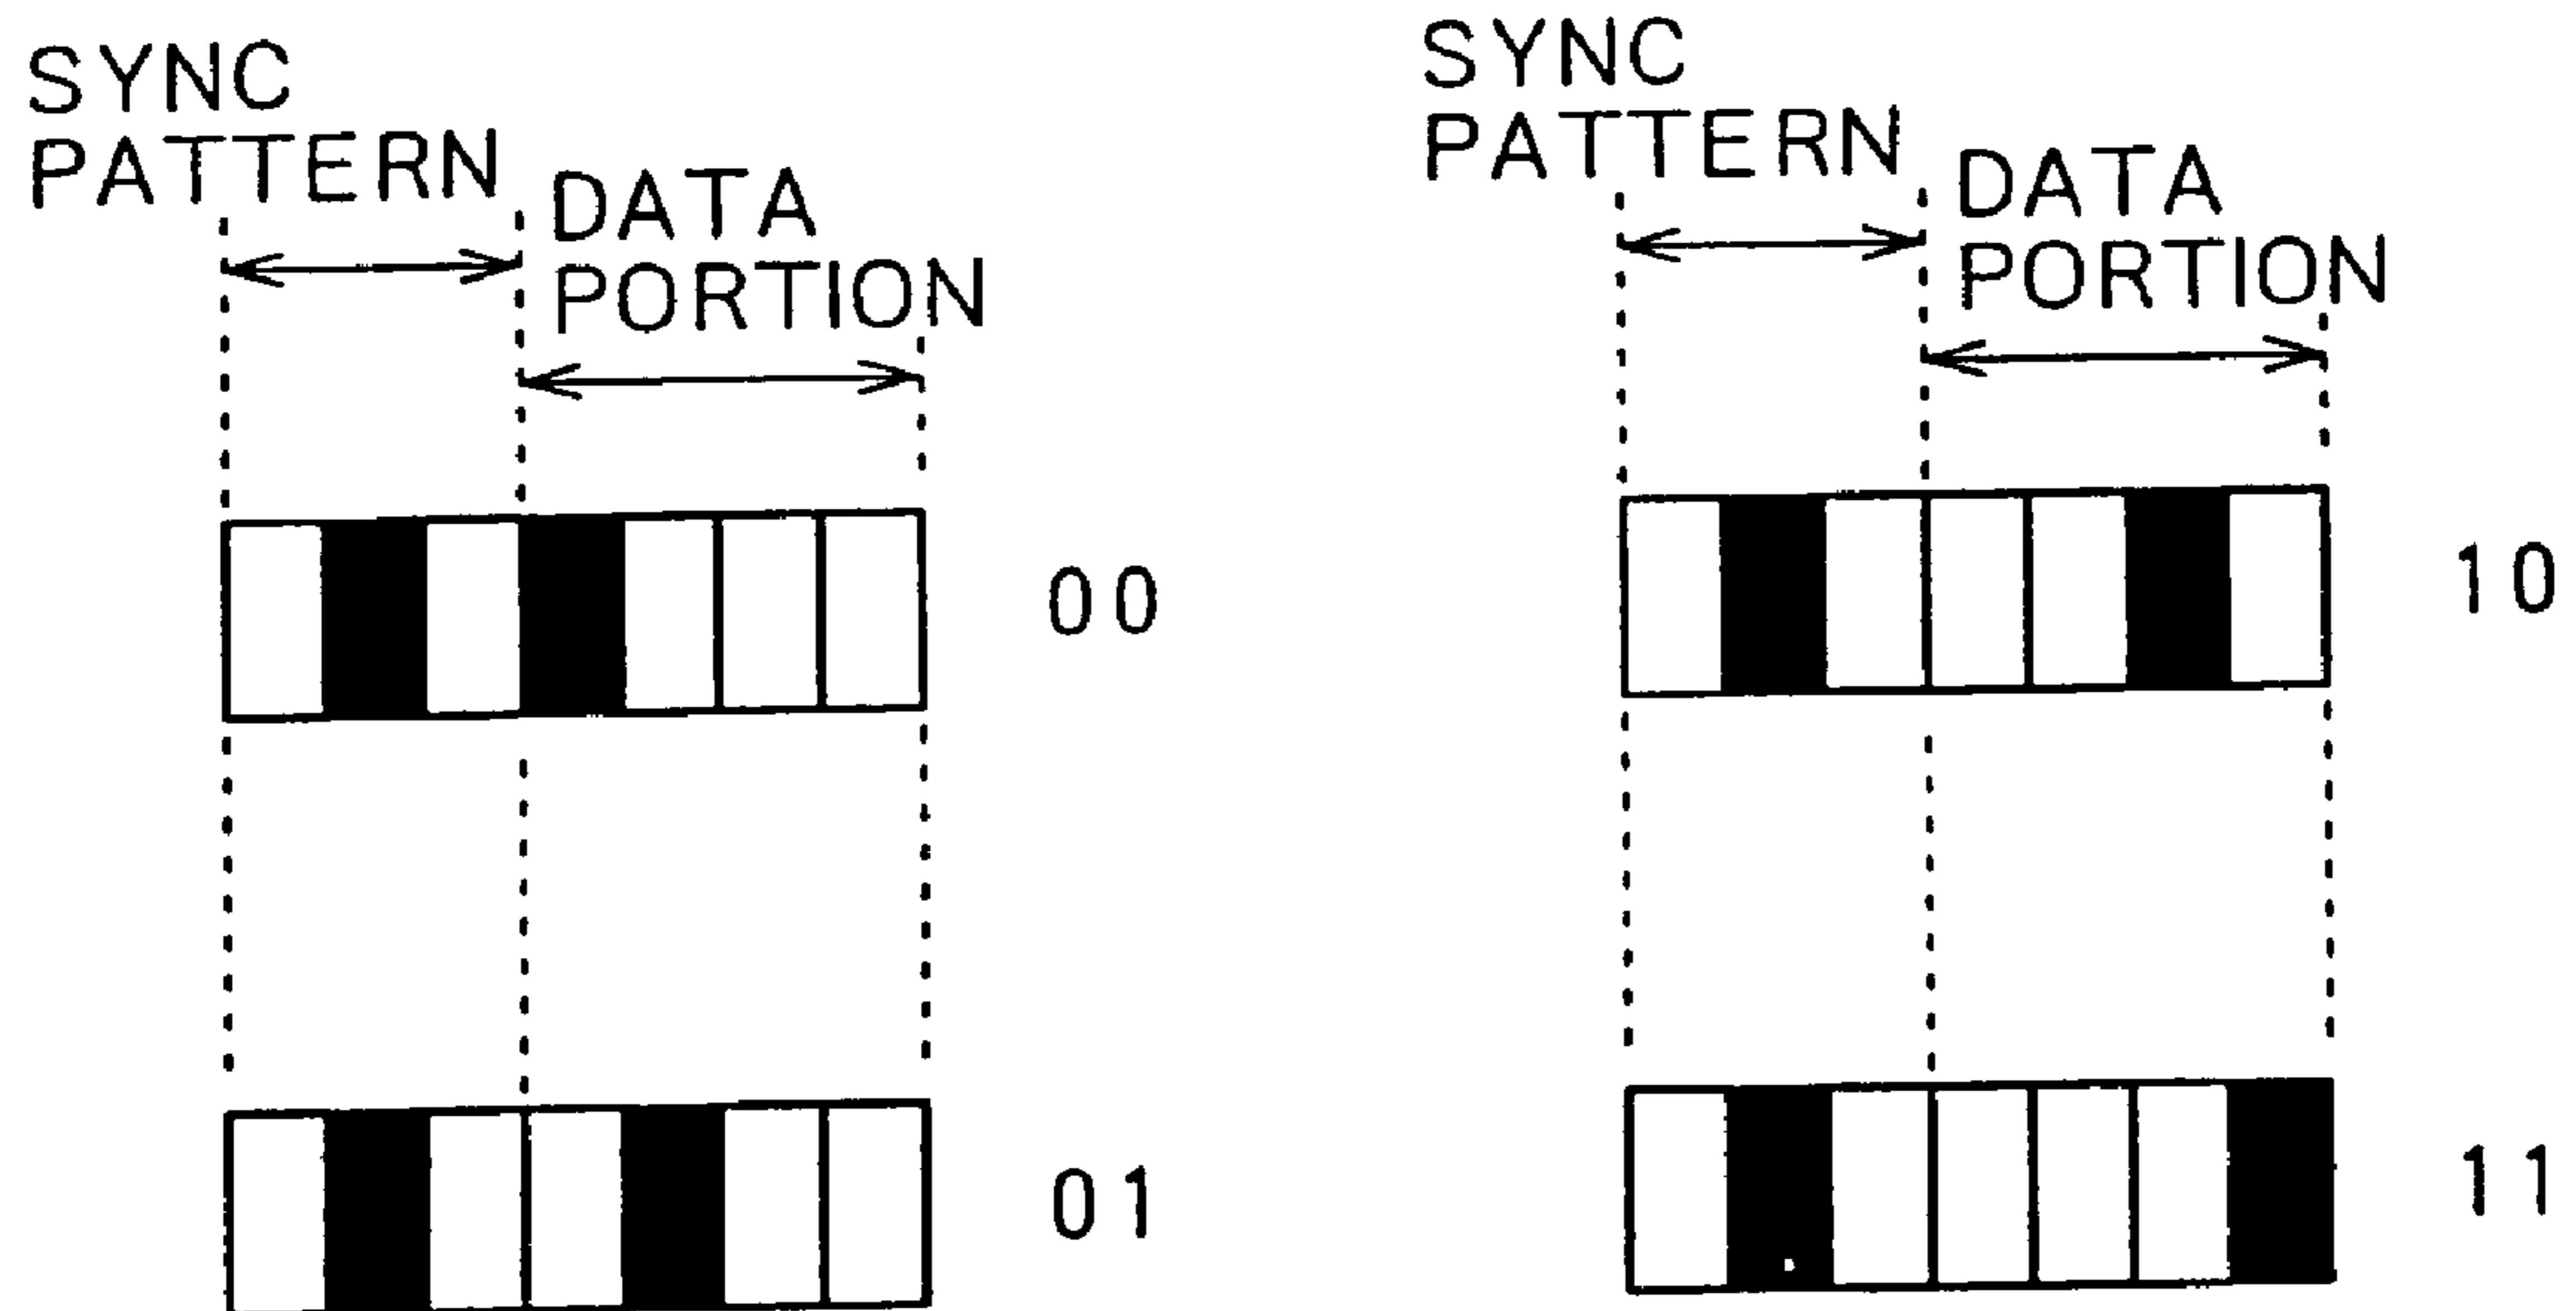 SYNC
PATTERN
DATA
PORTION
00
01
SYNC
PATTERN
DATA
PORTION
10
11